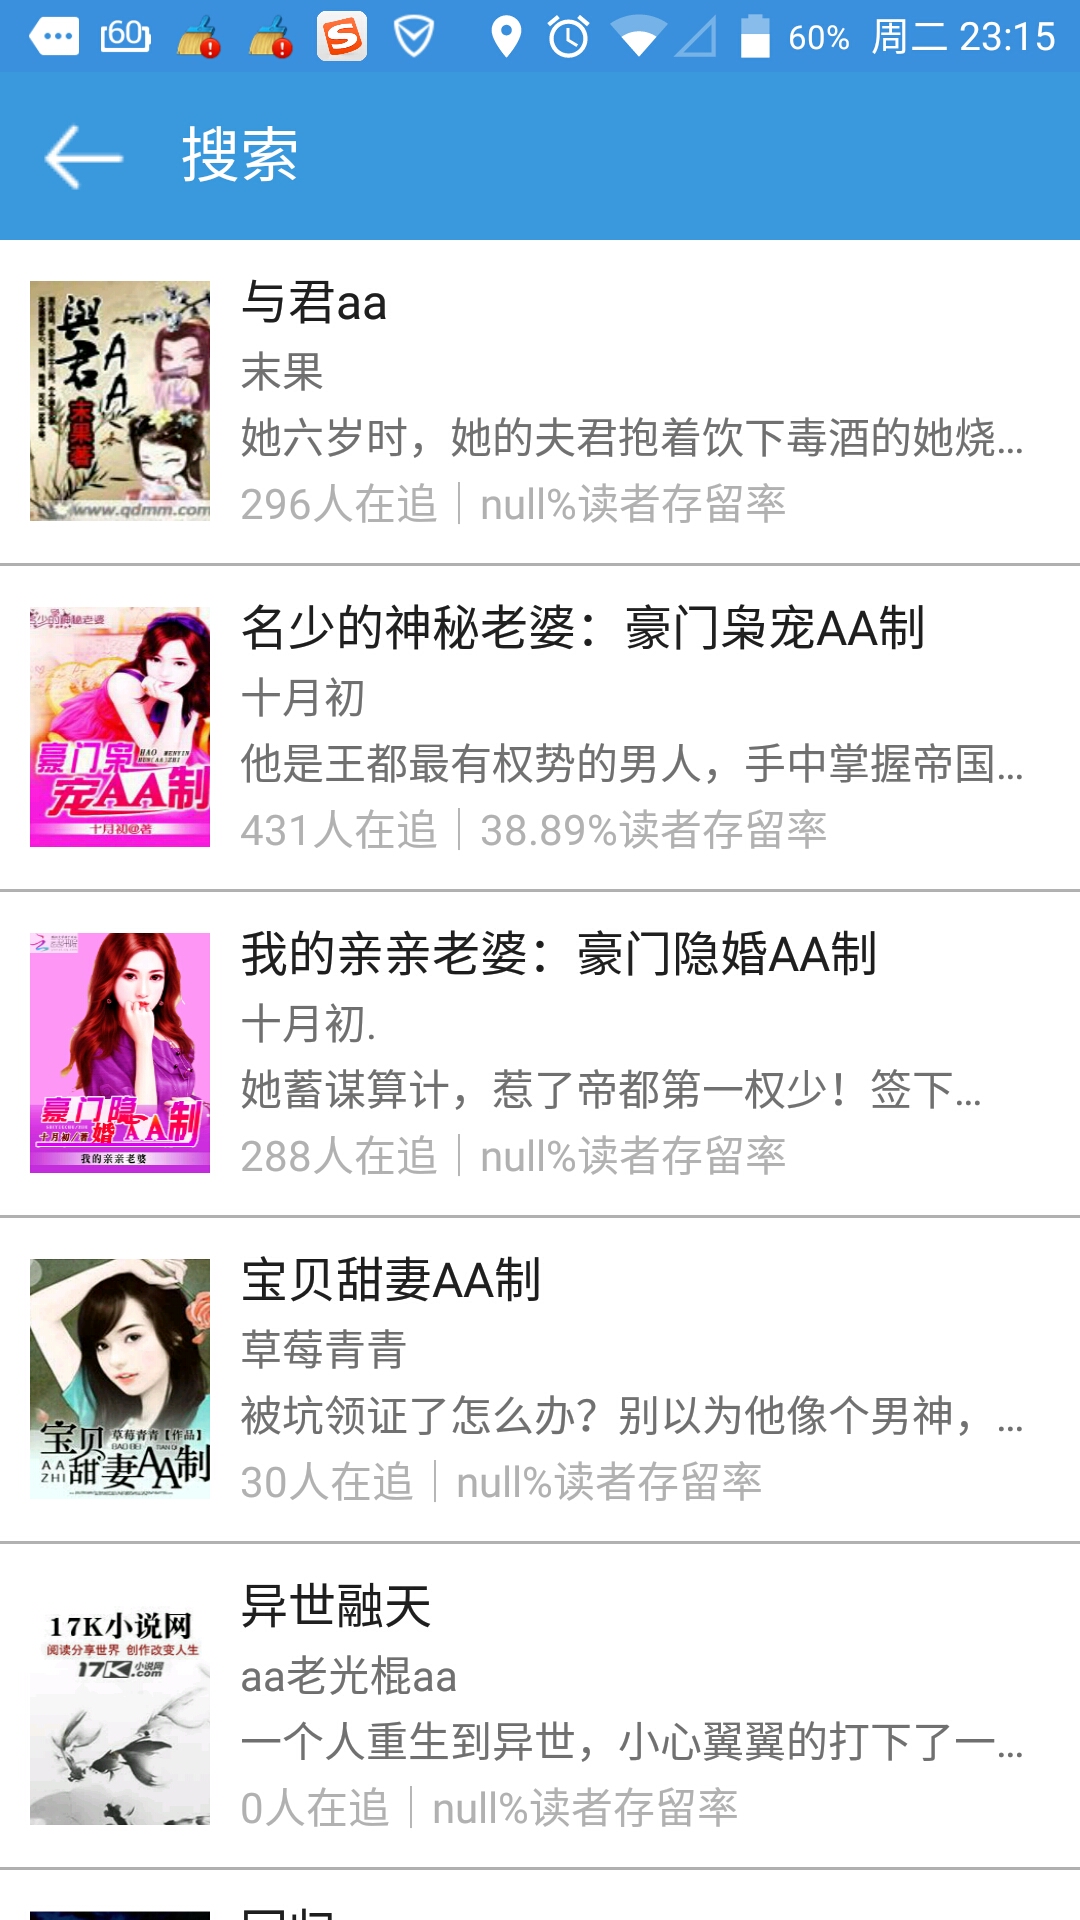 60
60% 周二 23:15
搜索
與君AA
末果著
www.qdmm.com
与君aa
末果
她六岁时，她的夫君抱着饮下毒酒的她烧...
296人在追 | null%读者存留率
豪门枭
宠AA制
十月初@著
名少的神秘老婆：豪门枭宠AA制
十月初
他是王都最有权势的男人，手中掌握帝国...
431人在追 | 38.89%读者存留率
豪门隐
婚AA制
十月初/著
我的亲亲老婆
我的亲亲老婆：豪门隐婚AA制
十月初.
她蓄谋算计，惹了帝都第一权少！签下...
288人在追 | null%读者存留率
宝贝
草莓青青【作品】
AA
ZHI
甜妻AA制
宝贝甜妻AA制
草莓青青
被坑领证了怎么办？别以为他像个男神，...
30人在追 | null%读者存留率
17K小说网
阅读分享世界 创作改变人生
17K小说网
.com
异世融天
aa老光棍aa
一个人重生到异世，小心翼翼的打下了一...
0人在追 | null%读者存留率